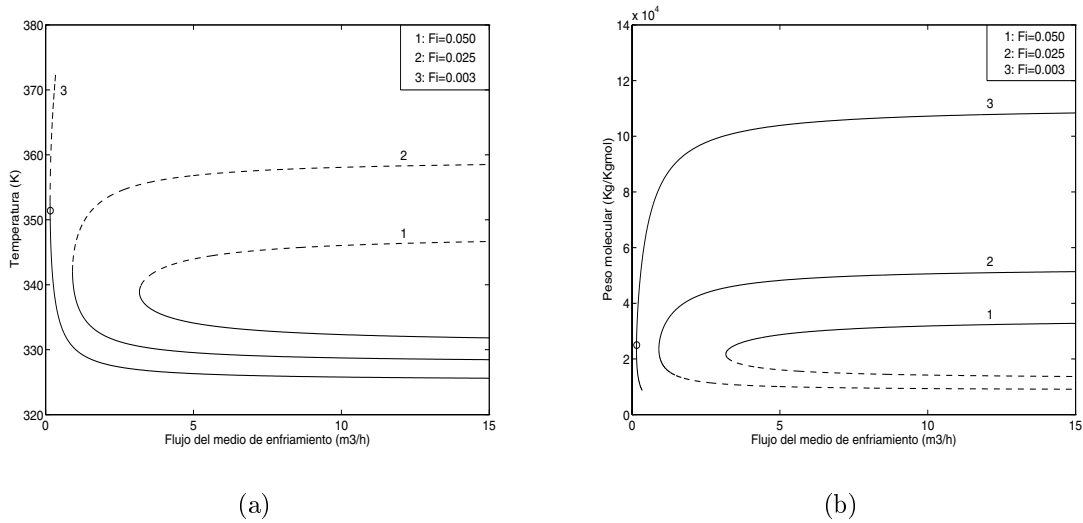 380
370
360
350
340
330
320
Temperatura (K)
1: Fi=0.050
2: Fi=0.025
3: Fi=0.003
3
2
1
0
5
10
15
Flujo del medio de enfriamiento (m3/h)
(a)
x 10^4
14
12
10
8
6
4
2
0
Peso molecular (Kg/Kgmol)
1: Fi=0.050
2: Fi=0.025
3: Fi=0.003
3
2
1
0
5
10
15
Flujo del medio de enfriamiento (m3/h)
(b)